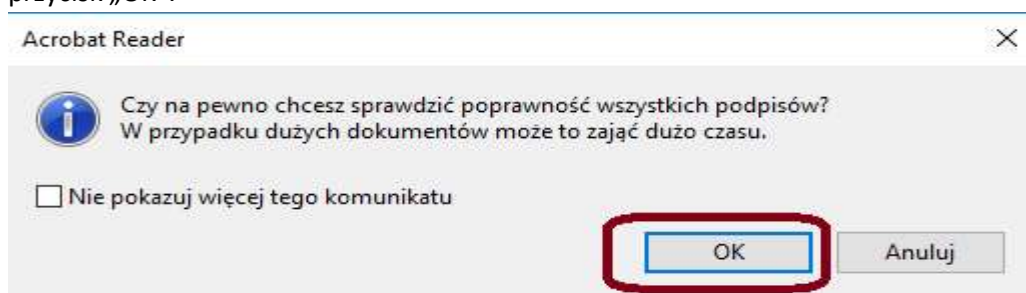 Acrobat Reader
Czy na pewno chcesz sprawdzić poprawność wszystkich podpisów?
W przypadku dużych dokumentów może to zająć dużo czasu.
Nie pokazuj więcej tego komunikatu
OK Anuluj